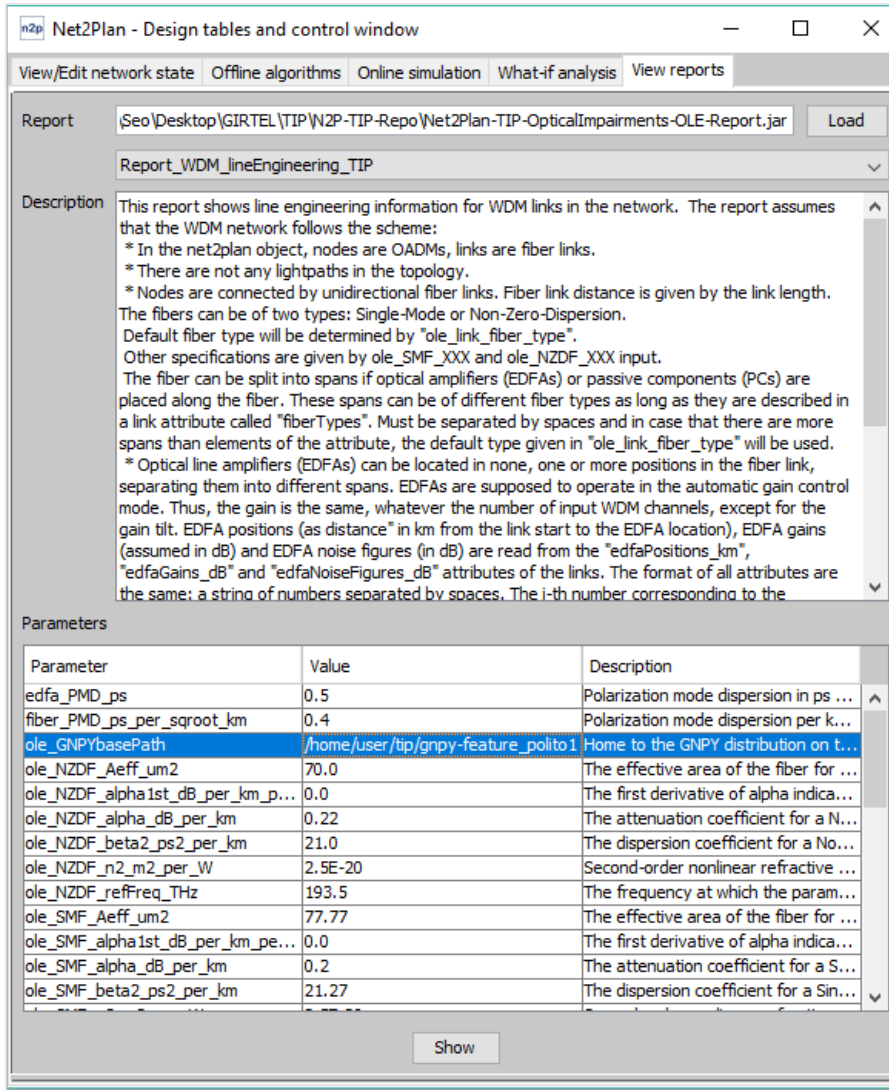 n2p Net2Plan - Design tables and control window
View/Edit network state Offline algorithms Online simulation What-if analysis View reports
Report \Seo\Desktop\GIRTEL\TIP\N2P-TIP-Repo\Net2Plan-TIP-OpticalImpairments-OLE-Report.jar Load
Report_WDM_lineEngineering_TIP
Description
This report shows line engineering information for WDM links in the network. The report assumes
that the WDM network follows the scheme:
* In the net2plan object, nodes are OADMs, links are fiber links.
* There are not any lightpaths in the topology.
* Nodes are connected by unidirectional fiber links. Fiber link distance is given by the link length.
The fibers can be of two types: Single-Mode or Non-Zero-Dispersion.
Default fiber type will be determined by "ole_link_fiber_type".
Other specifications are given by ole_SMF_XXX and ole_NZDF_XXX input.
The fiber can be split into spans if optical amplifiers (EDFAs) or passive components (PCs) are
placed along the fiber. These spans can be of different fiber types as long as they are described in
a link attribute called "fiberTypes". Must be separated by spaces and in case that there are more
spans than elements of the attribute, the default type given in "ole_link_fiber_type" will be used.
* Optical line amplifiers (EDFAs) can be located in none, one or more positions in the fiber link,
separating them into different spans. EDFAs are supposed to operate in the automatic gain control
mode. Thus, the gain is the same, whatever the number of input WDM channels, except for the
gain tilt. EDFA positions (as distance" in km from the link start to the EDFA location), EDFA gains
(assumed in dB) and EDFA noise figures (in dB) are read from the "edfaPositions_km",
"edfaGains_dB" and "edfaNoiseFigures_dB" attributes of the links. The format of all attributes are
the same: a string of numbers separated by spaces. The i-th number corresponding to the
Parameters
Parameter Value Description
edfa_PMD_ps 0.5 Polarization mode dispersion in ps ...
fiber_PMD_ps_per_sqroot_km 0.4 Polarization mode dispersion per k...
ole_GNPYbasePath /home/user/tip/gnpy-feature_polito1 Home to the GNPY distribution on t...
ole_NZDF_Aeff_um2 70.0 The effective area of the fiber for ...
ole_NZDF_alpha1st_dB_per_km_p... 0.0 The first derivative of alpha indica...
ole_NZDF_alpha_dB_per_km 0.22 The attenuation coefficient for a N...
ole_NZDF_beta2_ps2_per_km 21.0 The dispersion coefficient for a No...
ole_NZDF_n2_m2_per_W 2.5E-20 Second-order nonlinear refractive ...
ole_NZDF_refFreq_THz 193.5 The frequency at which the param...
ole_SMF_Aeff_um2 77.77 The effective area of the fiber for ...
ole_SMF_alpha1st_dB_per_km_pe... 0.0 The first derivative of alpha indica...
ole_SMF_alpha_dB_per_km 0.2 The attenuation coefficient for a S...
ole_SMF_beta2_ps2_per_km 21.27 The dispersion coefficient for a Sin...
Show